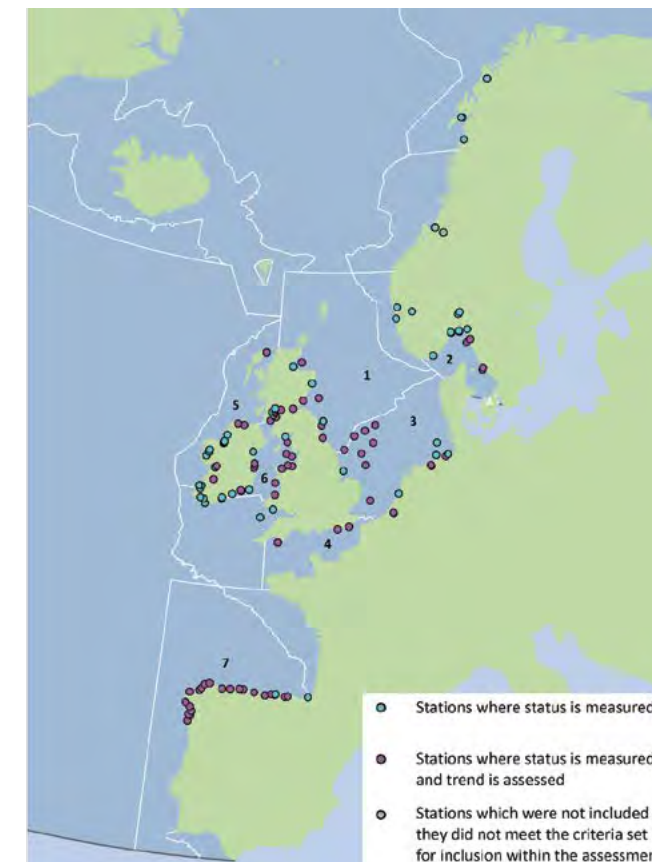 1
2
3
5
6
4
7
Stations where status is measured
Stations where status is measured
and trend is assessed
Stations which were not included
they did not meet the criteria set
for inclusion within the